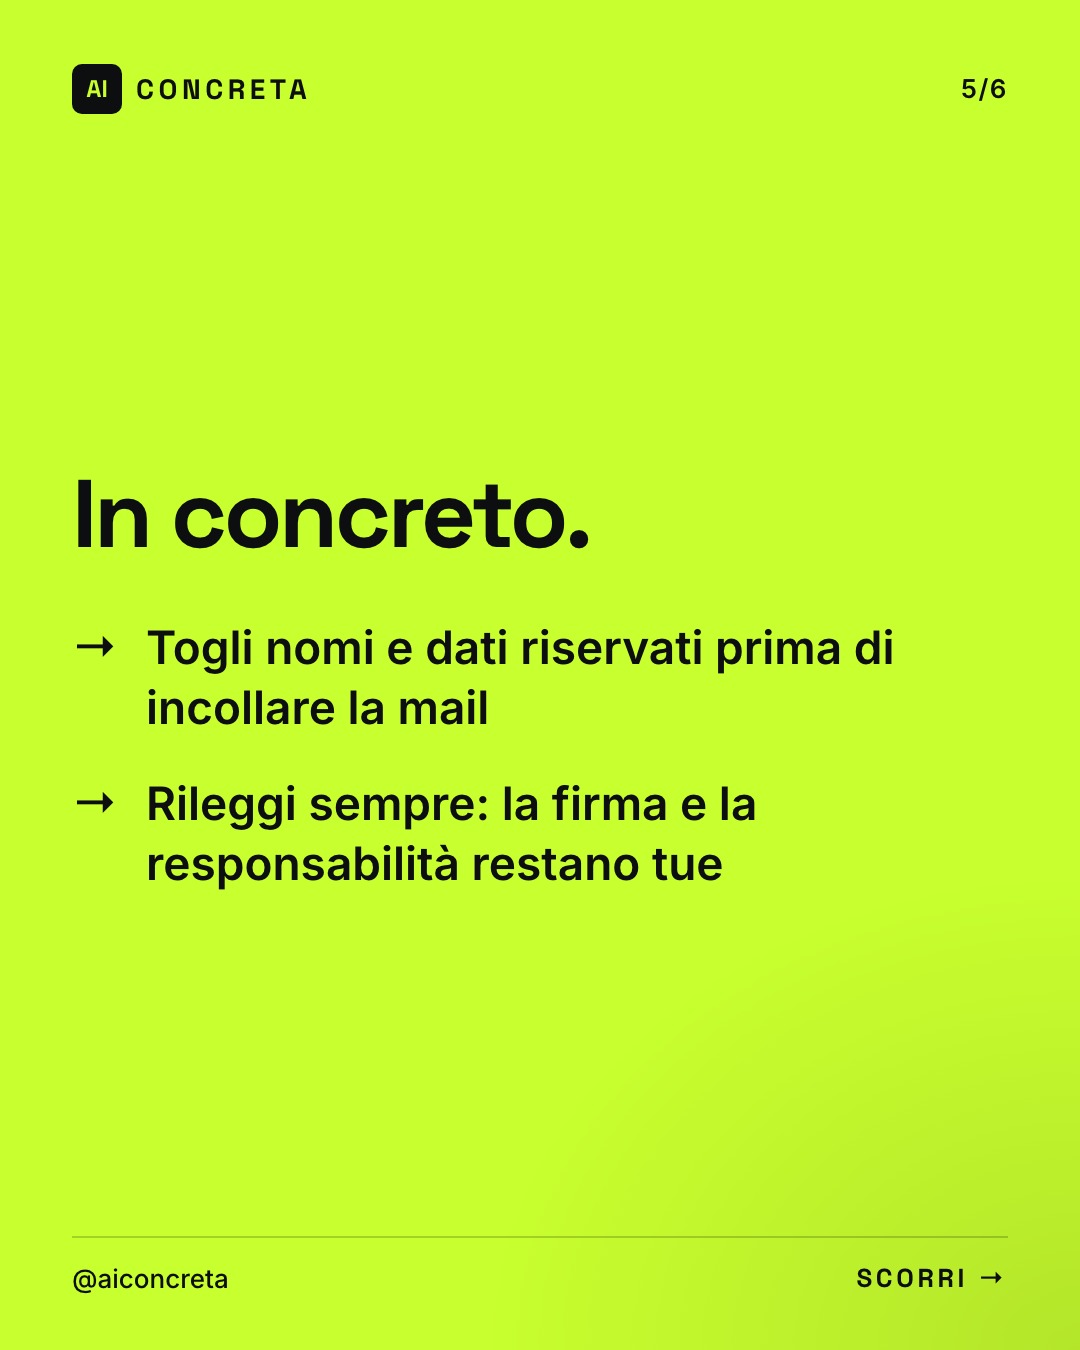 AI CONCRETA
5/6
In concreto.
→ Togli nomi e dati riservati prima di
incollare la mail
→ Rileggi sempre: la firma e la
responsabilità restano tue
@aiconcreta
SCORRI →